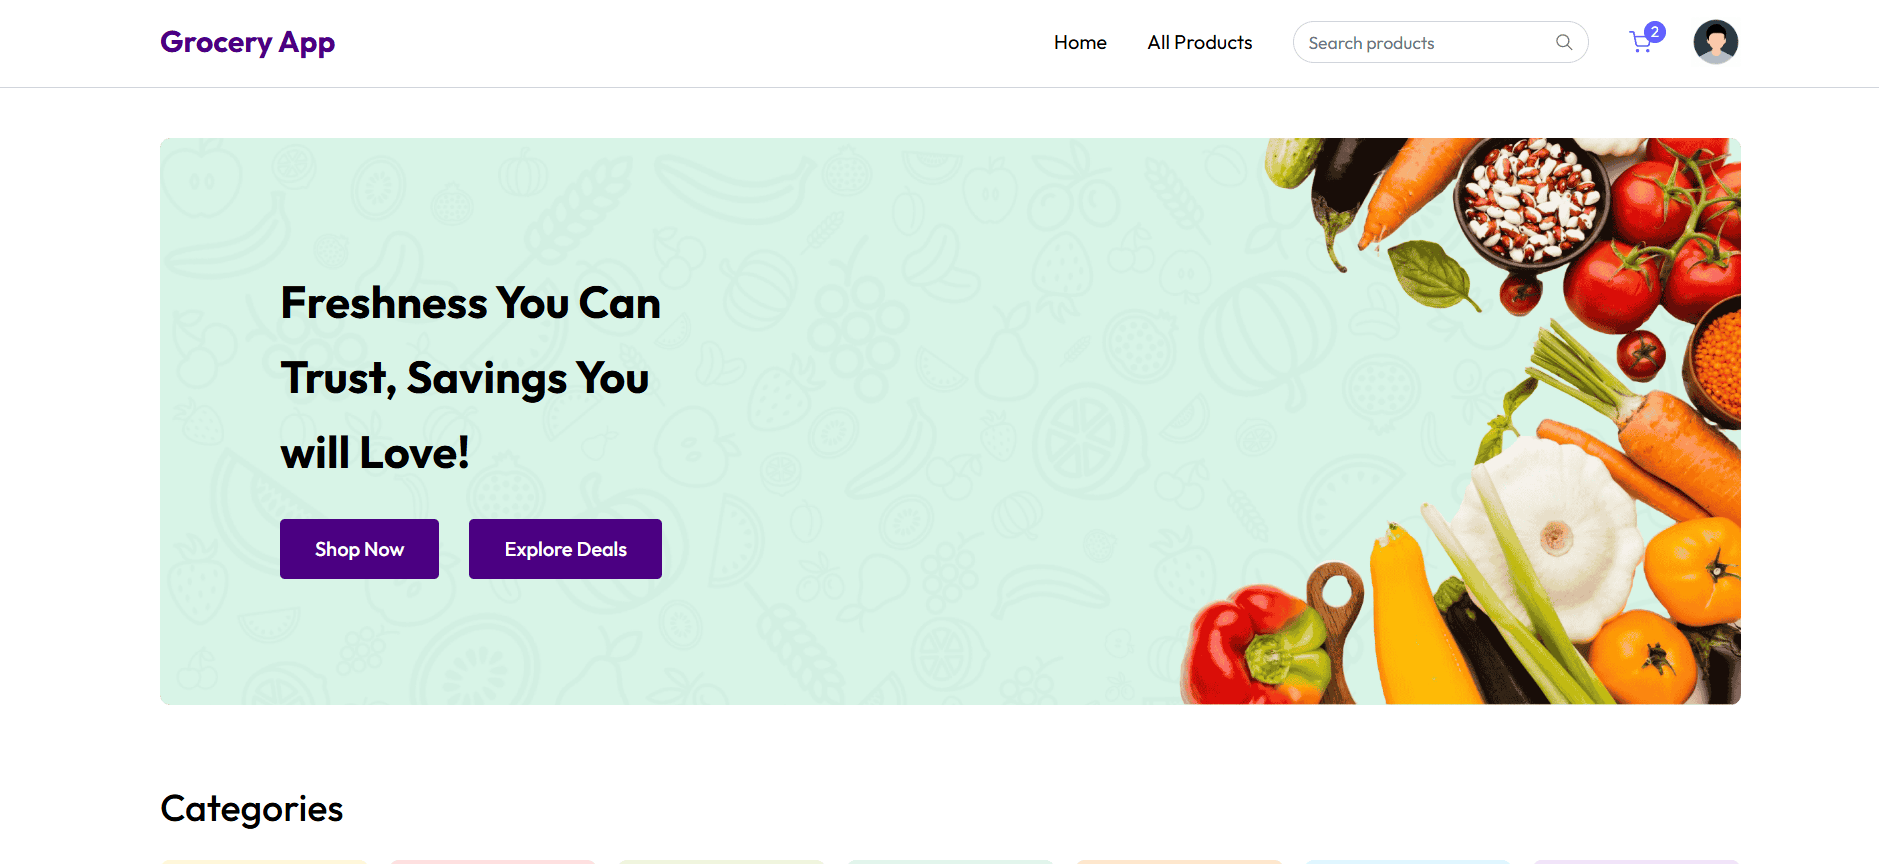 Grocery App
Home
All Products
Search products
2
Freshness You Can
Trust, Savings You
will Love!
Shop Now
Explore Deals
Categories